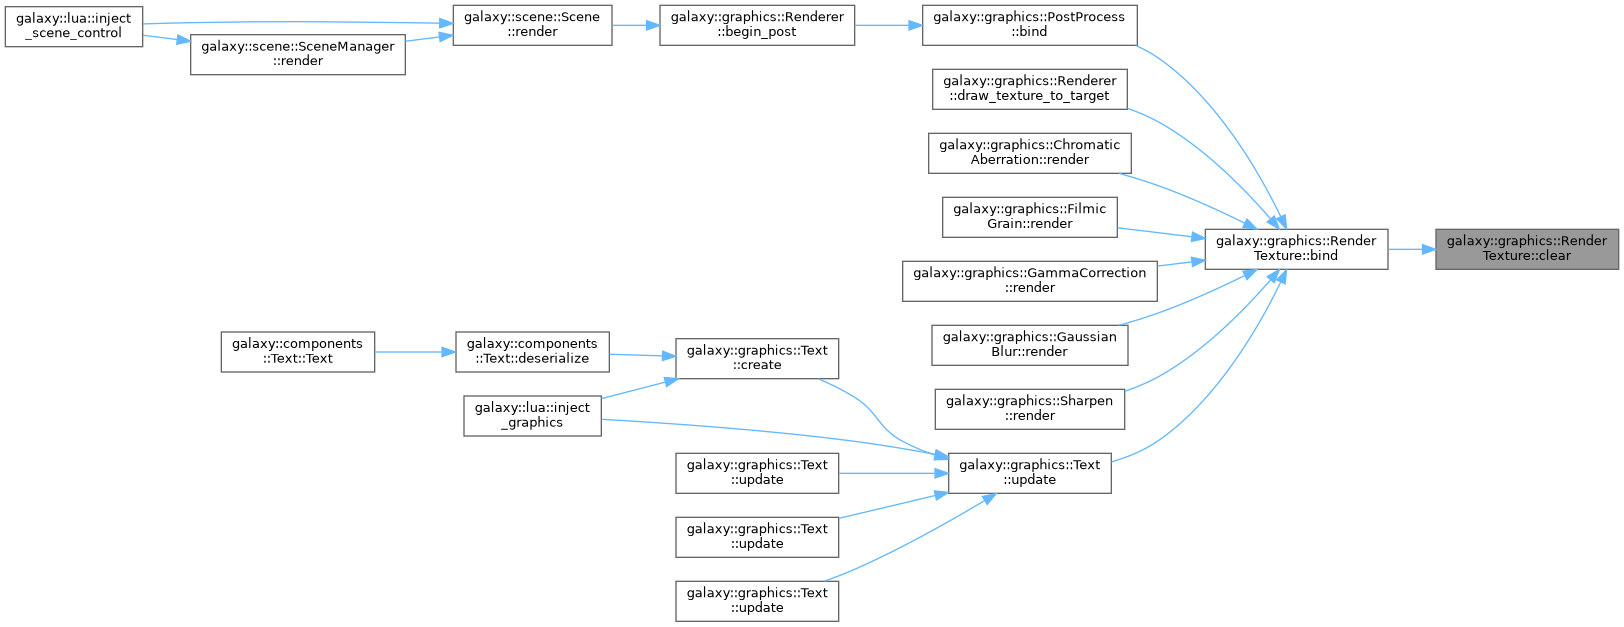 galaxy::lua::inject
_scene_control
galaxy::scene::SceneManager
::render
galaxy::scene::Scene
::render
galaxy::graphics::Renderer
::begin_post
galaxy::graphics::PostProcess
::bind
galaxy::graphics::Renderer
::draw_texture_to_target
galaxy::graphics::Chromatic
Aberration::render
galaxy::graphics::Filmic
Grain::render
galaxy::graphics::GammaCorrection
::render
galaxy::graphics::Gaussian
Blur::render
galaxy::graphics::Sharpen
::render
galaxy::graphics::Render
Texture::bind
galaxy::graphics::Render
Texture::clear
galaxy::components
::Text::Text
galaxy::components
::Text::deserialize
galaxy::graphics::Text
::create
galaxy::lua::inject
_graphics
galaxy::graphics::Text
::update
galaxy::graphics::Text
::update
galaxy::graphics::Text
::update
galaxy::graphics::Text
::update